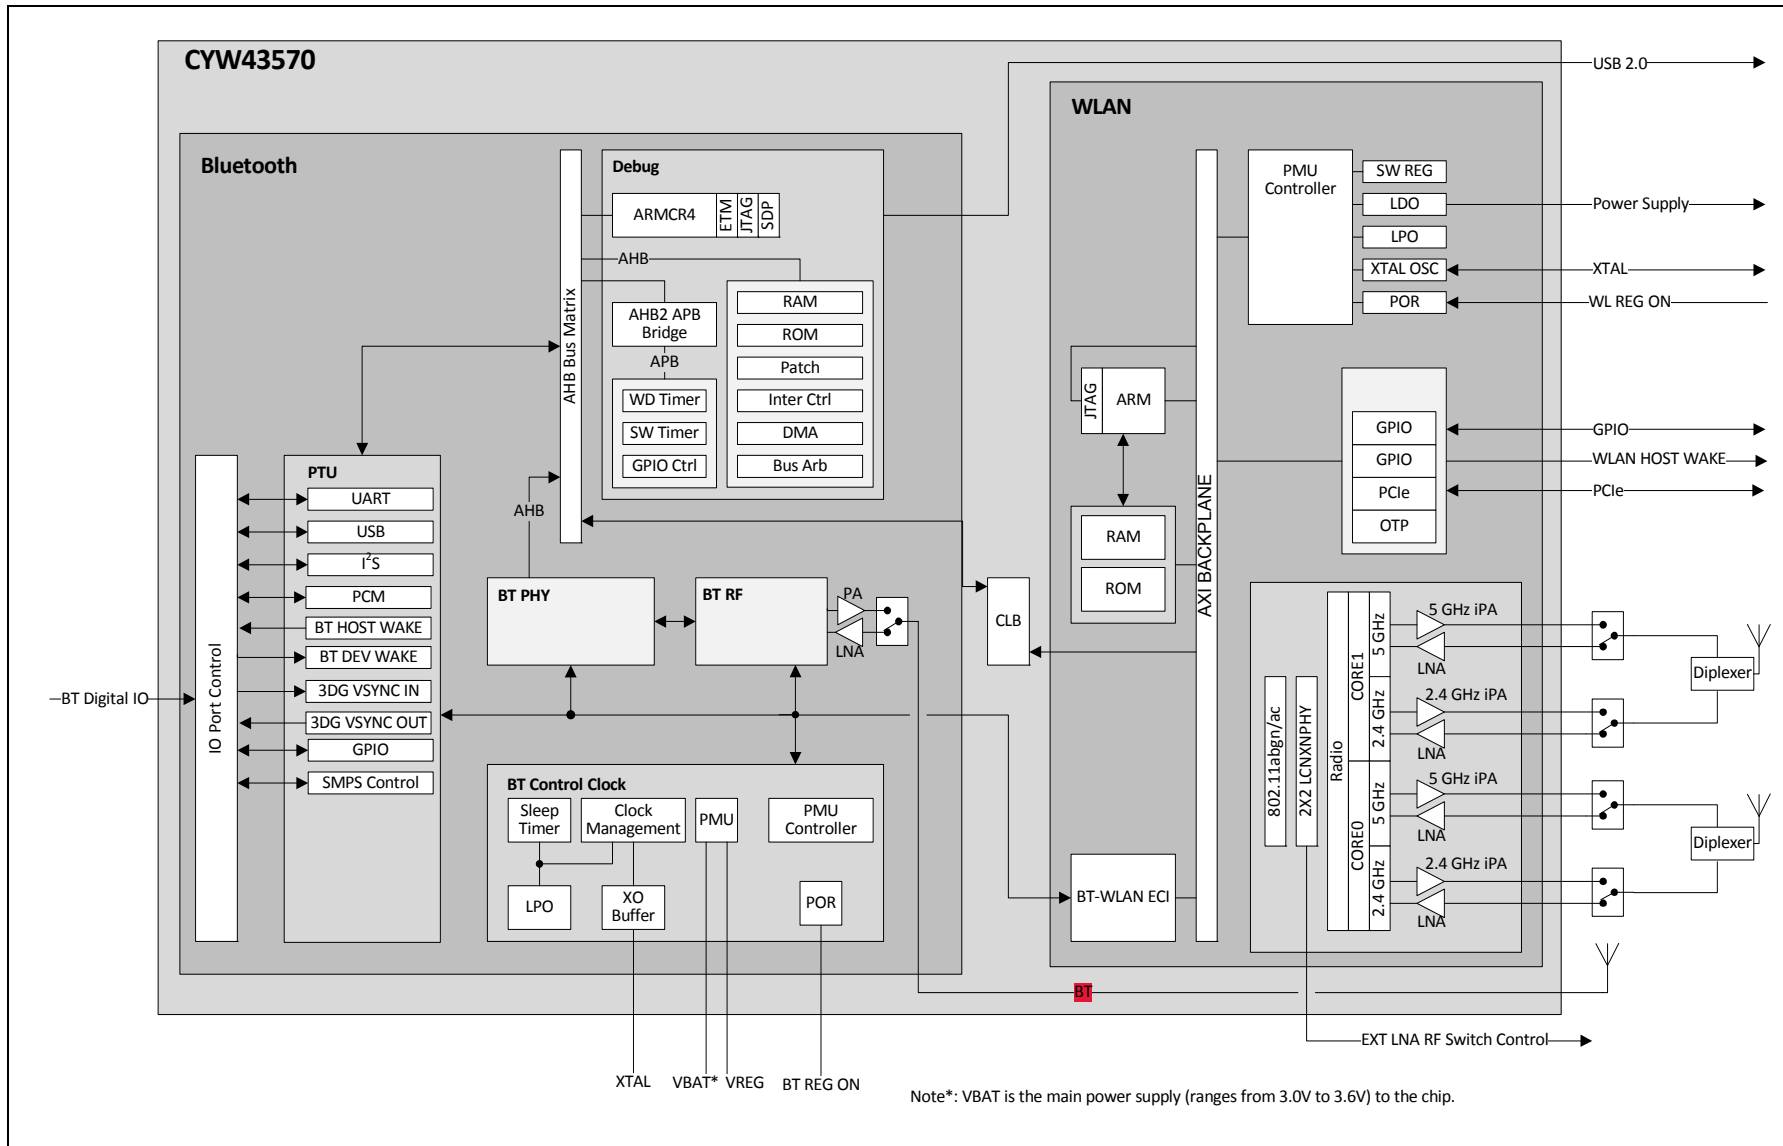 CYW43570
USB 2.0
WLAN
Bluetooth
Debug
ARMCR4
ETM
JTAG
SDP
AHB
AHB Bus Matrix
AHB2 APB
Bridge
APB
WD Timer
SW Timer
GPIO Ctrl
RAM
ROM
Patch
Inter Ctrl
DMA
Bus Arb
PMU
Controller
SW REG
LDO
LPO
XTAL OSC
POR
Power Supply
XTAL
WL REG ON
JTAG
ARM
RAM
ROM
AXI BACKPLANE
GPIO
GPIO
PCIe
OTP
GPIO
WLAN HOST WAKE
PCIe
IO Port Control
BT Digital IO
PTU
UART
USB
I2S
PCM
BT HOST WAKE
BT DEV WAKE
3DG VSYNC IN
3DG VSYNC OUT
GPIO
SMPS Control
AHB
BT PHY
BT RF
PA
LNA
CLB
BT Control Clock
Sleep
Timer
Clock
Management
PMU
PMU
Controller
LPO
XO
Buffer
POR
BT-WLAN ECI
802.11abgn/ac
2X2 LCNXNPHY
Radio
CORE1
CORE0
5 GHz
2.4 GHz
5 GHz
2.4 GHz
5 GHz iPA
LNA
2.4 GHz iPA
LNA
5 GHz iPA
LNA
2.4 GHz iPA
LNA
Diplexer
Diplexer
BT
EXT LNA RF Switch Control
XTAL
VBAT*
VREG
BT REG ON
Note*: VBAT is the main power supply (ranges from 3.0V to 3.6V) to the chip.